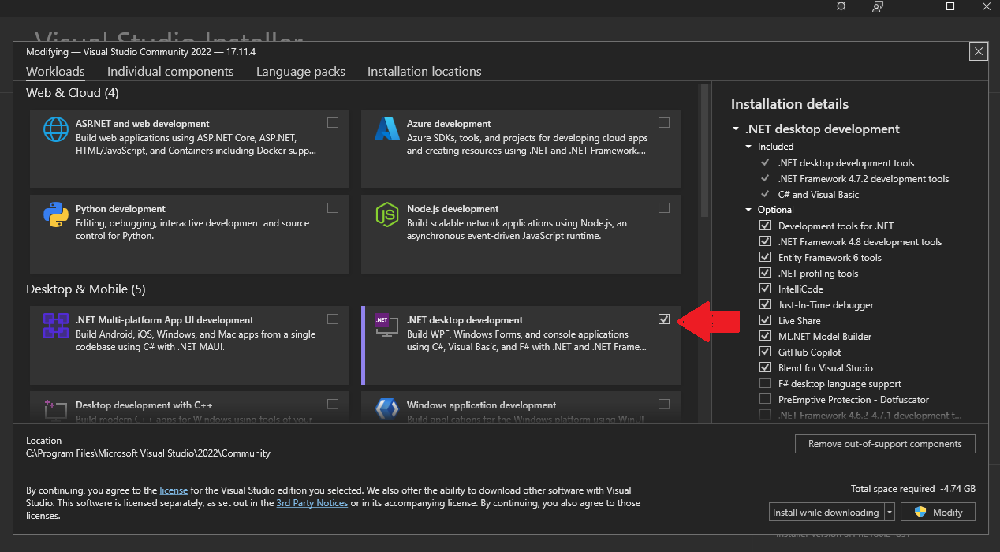 Visual Studio Installer
Modifying — Visual Studio Community 2022 — 17.11.4
Workloads Individual components Language packs Installation locations
Web & Cloud (4)
ASP.NET and web development
Build web applications using ASP.NET Core, ASP.NET,
HTML/JavaScript, and Containers including Docker supp...
Azure development
Azure SDKs, tools, and projects for developing cloud apps
and creating resources using .NET and .NET Framework....
Python development
Editing, debugging, interactive development and source
control for Python.
JS
Node.js development
Build scalable network applications using Node.js, an
asynchronous event-driven JavaScript runtime.
Desktop & Mobile (5)
.NET Multi-platform App UI development
Build Android, iOS, Windows, and Mac apps from a single
codebase using C# with .NET MAUI.
.NET
.NET desktop development
Build WPF, Windows Forms, and console applications
using C#, Visual Basic, and F# with .NET and .NET Frame...
Desktop development with C++
Build modern C++ apps for Windows using tools of your
Windows application development
Build applications for the Windows platform using WinUI
Installation details
.NET desktop development
Included
.NET desktop development tools
.NET Framework 4.7.2 development tools
C# and Visual Basic
Optional
Development tools for .NET
.NET Framework 4.8 development tools
Entity Framework 6 tools
.NET profiling tools
IntelliCode
Just-In-Time debugger
Live Share
ML.NET Model Builder
GitHub Copilot
Blend for Visual Studio
F# desktop language support
PreEmptive Protection - Dotfuscator
.NET Framework 4.6.2-4.7.1 development t...
Location
C:\Program Files\Microsoft Visual Studio\2022\Community
Remove out-of-support components
By continuing, you agree to the license for the Visual Studio edition you selected. We also offer the ability to download other software with Visual
Studio. This software is licensed separately, as set out in the 3rd Party Notices or in its accompanying license. By continuing, you also agree to those
licenses.
Total space required -4.74 GB
Install while downloading
Modify
Installer version